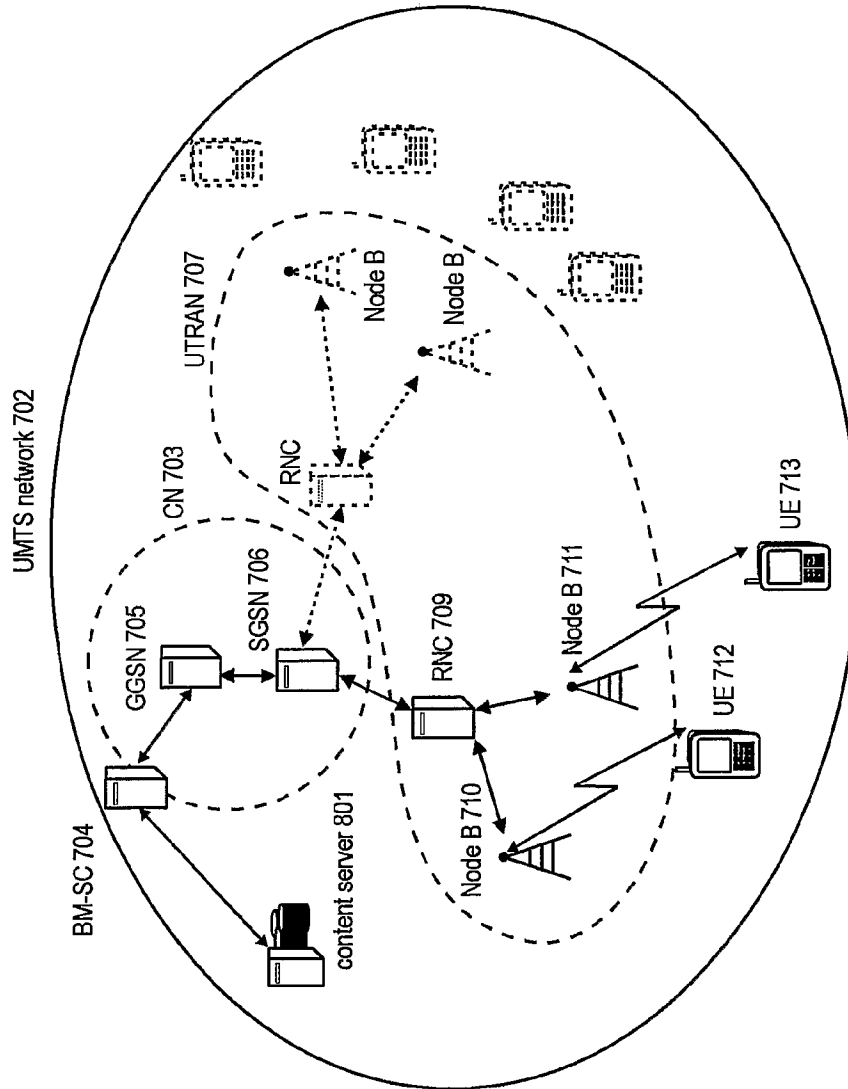 UMTS network 702
CN 703
UTRAN 707
BM-SC 704
GGSN 705
SGSN 706
RNC
Node B
Node B
content server 801
RNC 709
Node B 710
Node B 711
UE 712
UE 713